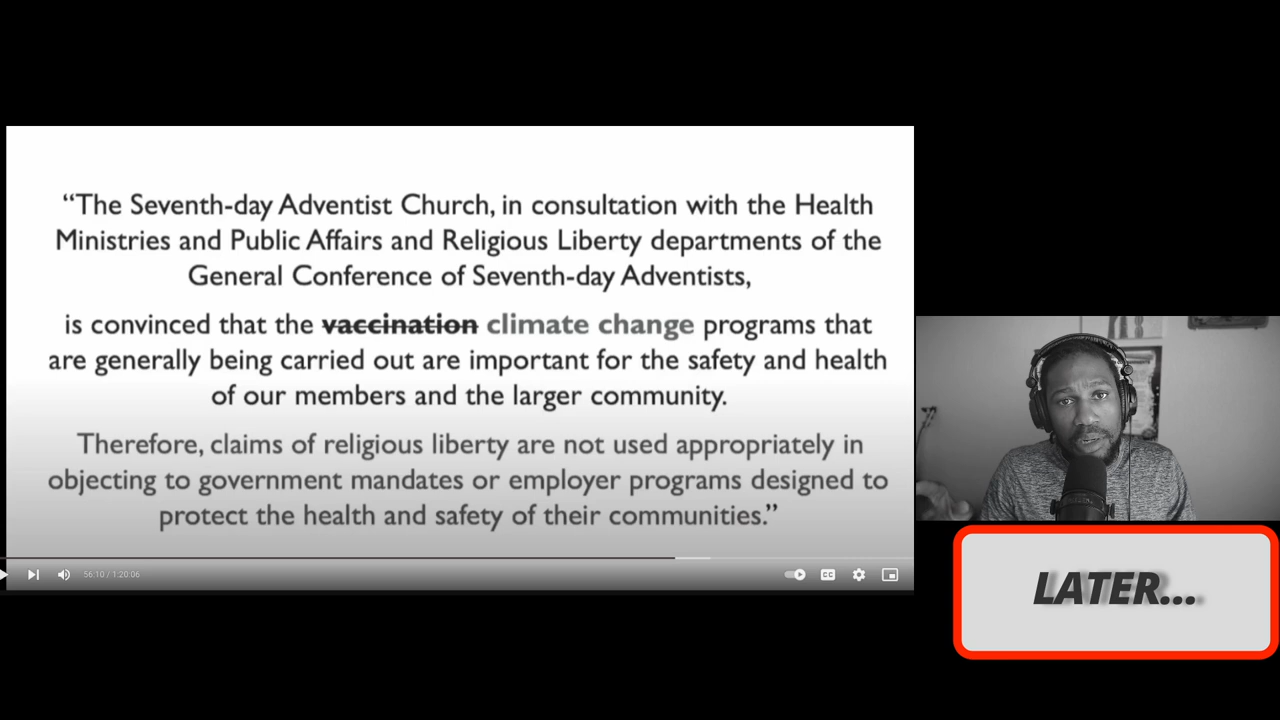 “The Seventh-day Adventist Church, in consultation with the Health
Ministries and Public Affairs and Religious Liberty departments of the
General Conference of Seventh-day Adventists,
is convinced that the vaccination climate change programs that
are generally being carried out are important for the safety and health
of our members and the larger community.
Therefore, claims of religious liberty are not used appropriately in
objecting to government mandates or employer programs designed to
protect the health and safety of their communities.”
56:10 / 1:20:06
CC
LATER...